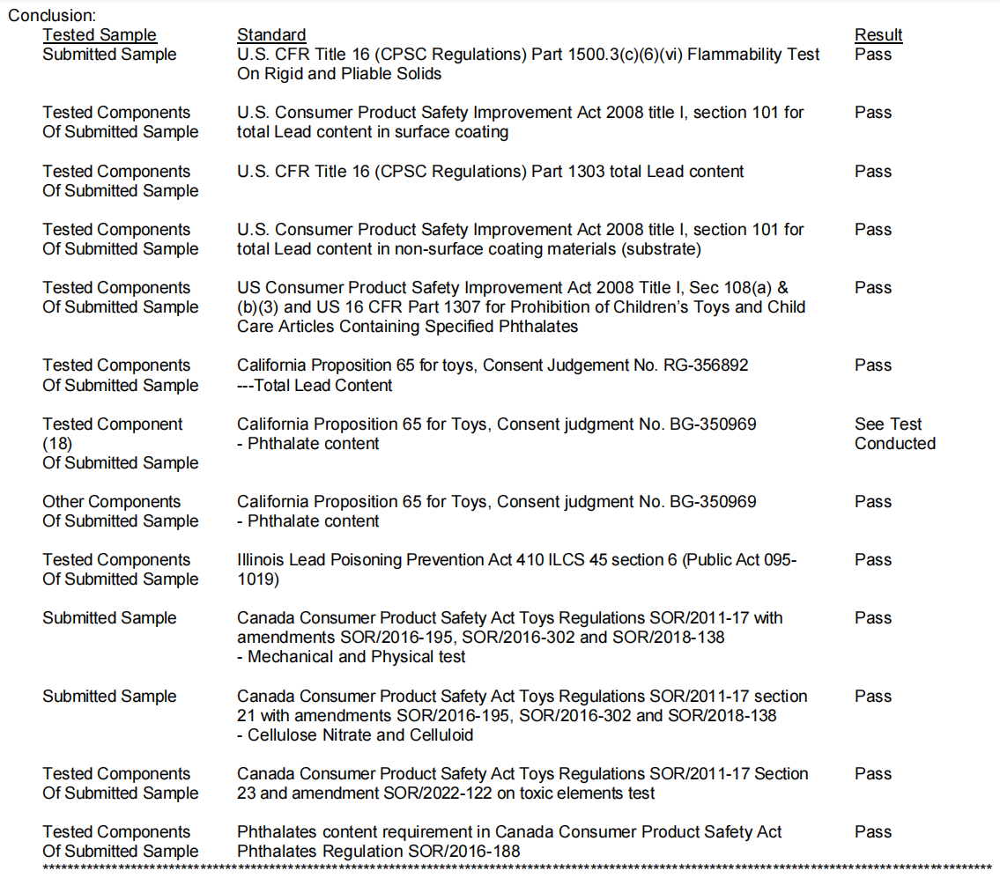 Conclusion:
Tested Sample Standard Result
Submitted Sample U.S. CFR Title 16 (CPSC Regulations) Part 1500.3(c)(6)(vi) Flammability Test Pass
On Rigid and Pliable Solids
Tested Components U.S. Consumer Product Safety Improvement Act 2008 title I, section 101 for Pass
Of Submitted Sample total Lead content in surface coating
Tested Components U.S. CFR Title 16 (CPSC Regulations) Part 1303 total Lead content Pass
Of Submitted Sample
Tested Components U.S. Consumer Product Safety Improvement Act 2008 title I, section 101 for Pass
Of Submitted Sample total Lead content in non-surface coating materials (substrate)
Tested Components US Consumer Product Safety Improvement Act 2008 Title I, Sec 108(a) & Pass
Of Submitted Sample (b)(3) and US 16 CFR Part 1307 for Prohibition of Children’s Toys and Child
Care Articles Containing Specified Phthalates
Tested Components California Proposition 65 for toys, Consent Judgement No. RG-356892 Pass
Of Submitted Sample ---Total Lead Content
Tested Component California Proposition 65 for Toys, Consent judgment No. BG-350969 See Test
(18) - Phthalate content Conducted
Of Submitted Sample
Other Components California Proposition 65 for Toys, Consent judgment No. BG-350969 Pass
Of Submitted Sample - Phthalate content
Tested Components Illinois Lead Poisoning Prevention Act 410 ILCS 45 section 6 (Public Act 095- Pass
Of Submitted Sample 1019)
Submitted Sample Canada Consumer Product Safety Act Toys Regulations SOR/2011-17 with Pass
amendments SOR/2016-195, SOR/2016-302 and SOR/2018-138
- Mechanical and Physical test
Submitted Sample Canada Consumer Product Safety Act Toys Regulations SOR/2011-17 section Pass
21 with amendments SOR/2016-195, SOR/2016-302 and SOR/2018-138
- Cellulose Nitrate and Celluloid
Tested Components Canada Consumer Product Safety Act Toys Regulations SOR/2011-17 Section Pass
Of Submitted Sample 23 and amendment SOR/2022-122 on toxic elements test
Tested Components Phthalates content requirement in Canada Consumer Product Safety Act Pass
Of Submitted Sample Phthalates Regulation SOR/2016-188